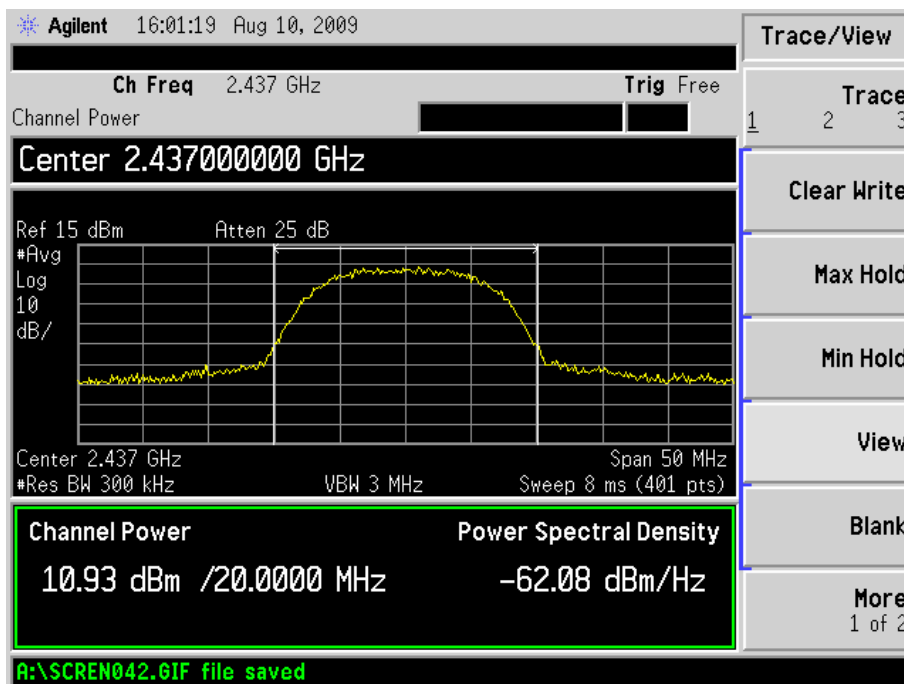 Agilent 16:01:19 Aug 10, 2009
Trace/View
Ch Freq 2.437 GHz Trig Free
Channel Power
Trace
1 2 3
Center 2.437000000 GHz
Clear Write
Ref 15 dBm Atten 25 dB
#Avg
Log
10
dB/
Max Hold
Min Hold
View
Center 2.437 GHz Span 50 MHz
#Res BW 300 kHz VBW 3 MHz Sweep 8 ms (401 pts)
Channel Power Power Spectral Density
Blank
10.93 dBm /20.0000 MHz -62.08 dBm/Hz
More
1 of 2
A:\SCREN042.GIF file saved